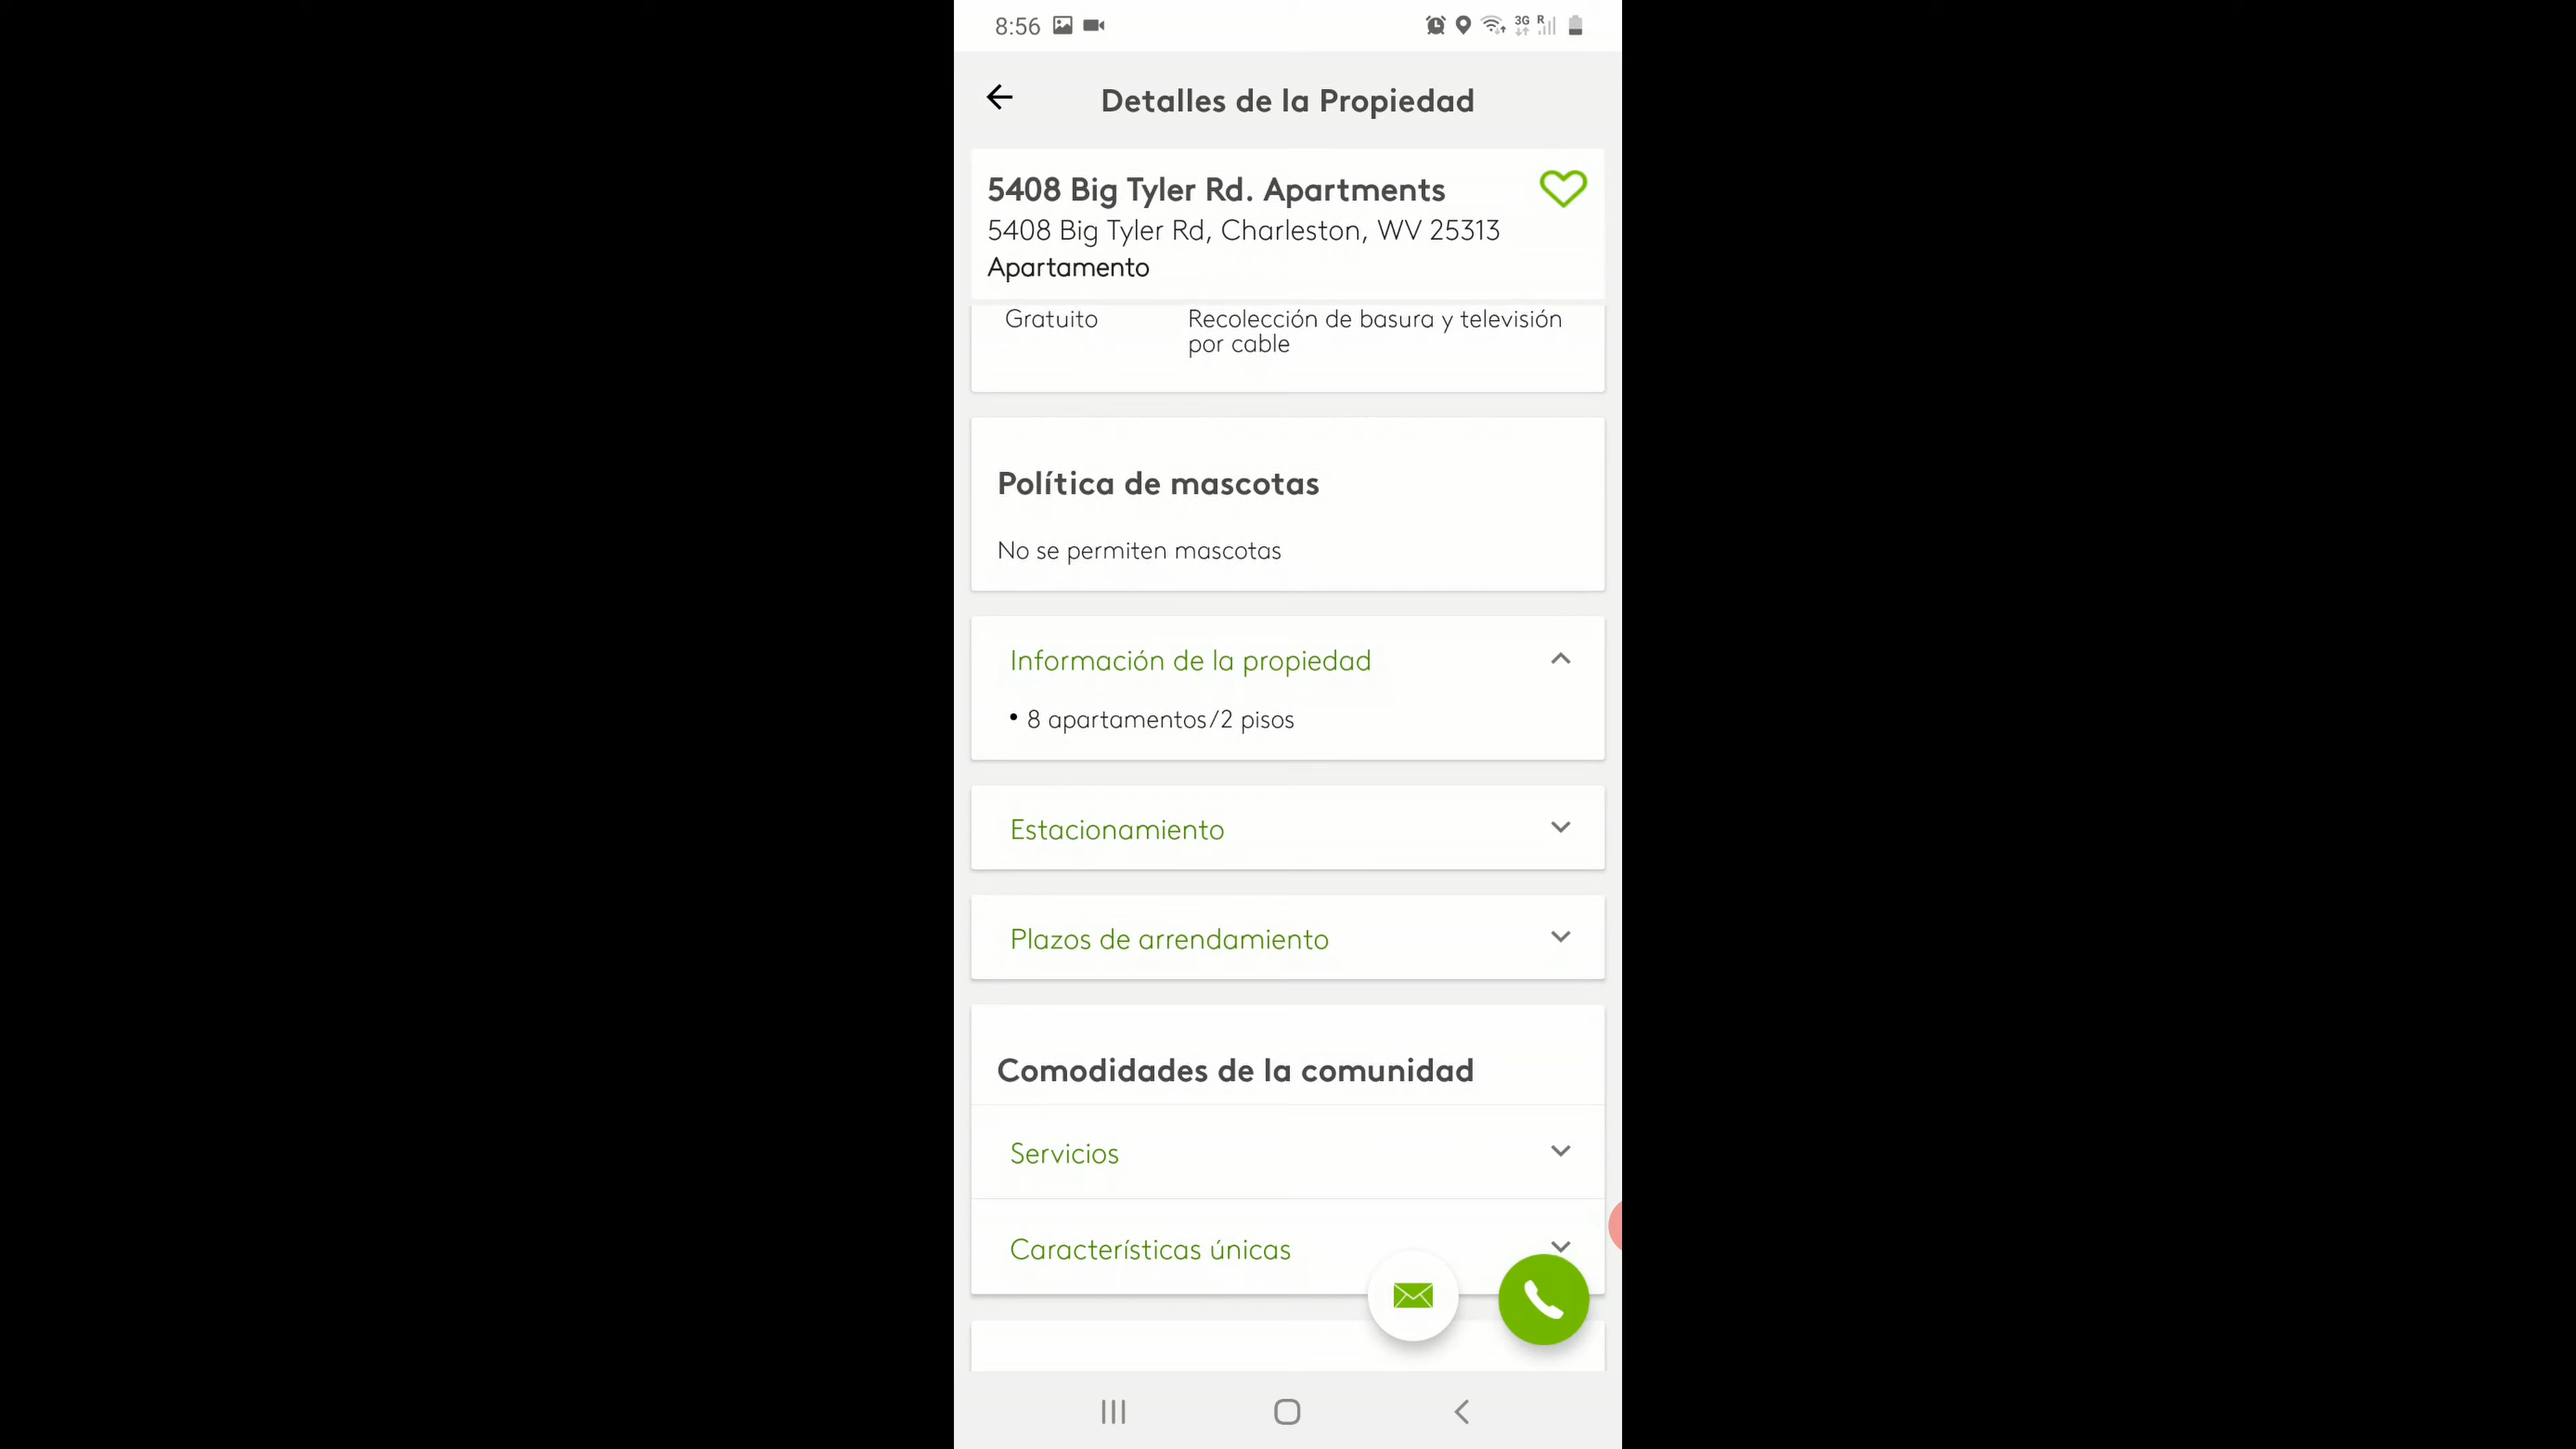 8:56
3G R
Detalles de la Propiedad
5408 Big Tyler Rd. Apartments
5408 Big Tyler Rd, Charleston, WV 25313
Apartamento
Gratuito Recolección de basura y televisión
por cable
Política de mascotas
No se permiten mascotas
Información de la propiedad
• 8 apartamentos/2 pisos
Estacionamiento
Plazos de arrendamiento
Comodidades de la comunidad
Servicios
Características únicas